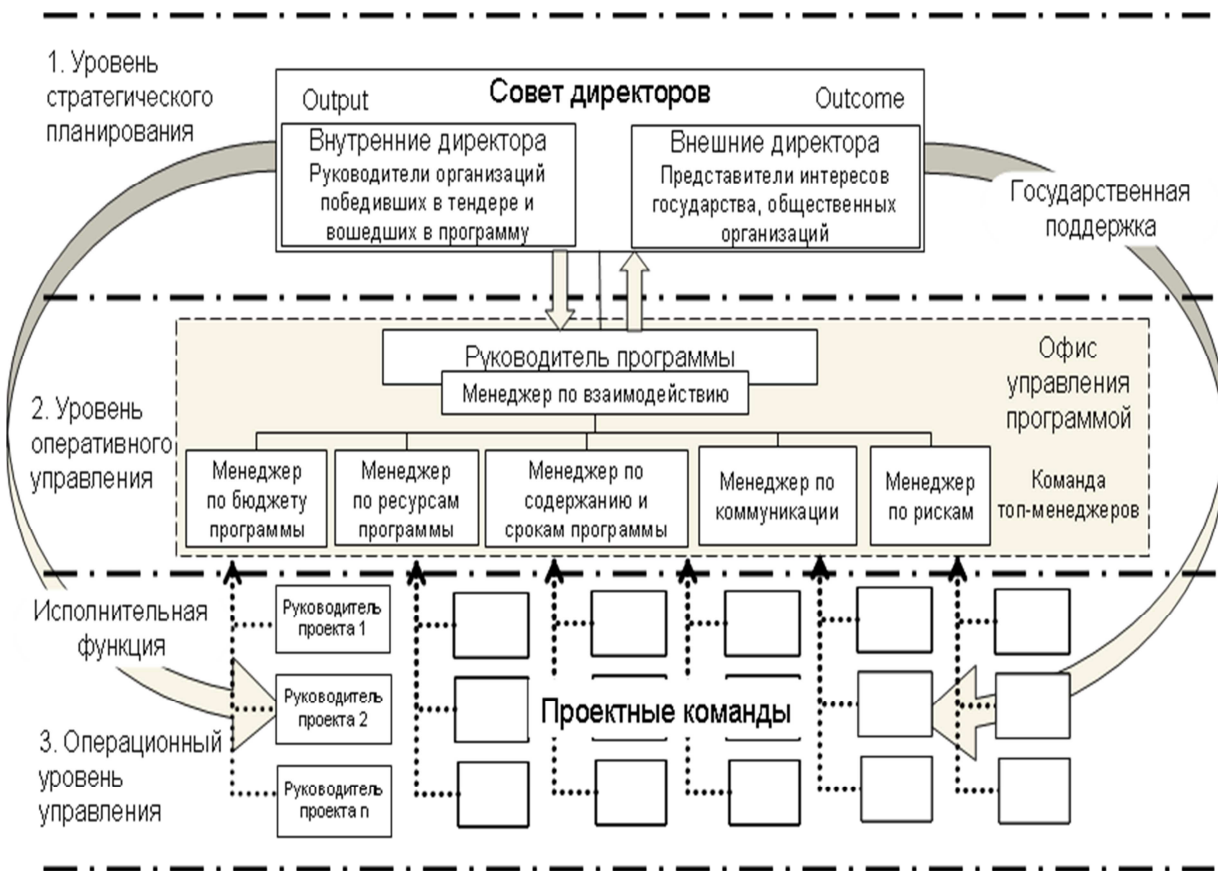 1. Уровень
стратегического
планирования
Output
Совет директоров
Outcome
Внутренние директора
Руководители организаций
победивших в тендере и
вошедших в программу
Внешние директора
Представители интересов
государства, общественных
организаций
Государственная
поддержка
Руководитель программы
Менеджер по взаимодействию
Офис
управления
программой
2. Уровень
оперативного
управления
Менеджер
по бюджету
программы
Менеджер
по ресурсам
программы
Менеджер по
содержанию и
срокам программы
Менеджер по
коммуникации
Менеджер
по рискам
Команда
топ-менеджеров
Исполнительная
функция
Руководитель
проекта 1
Руководитель
проекта 2
Проектные команды
3. Операционный
уровень
управления
Руководитель
проекта n